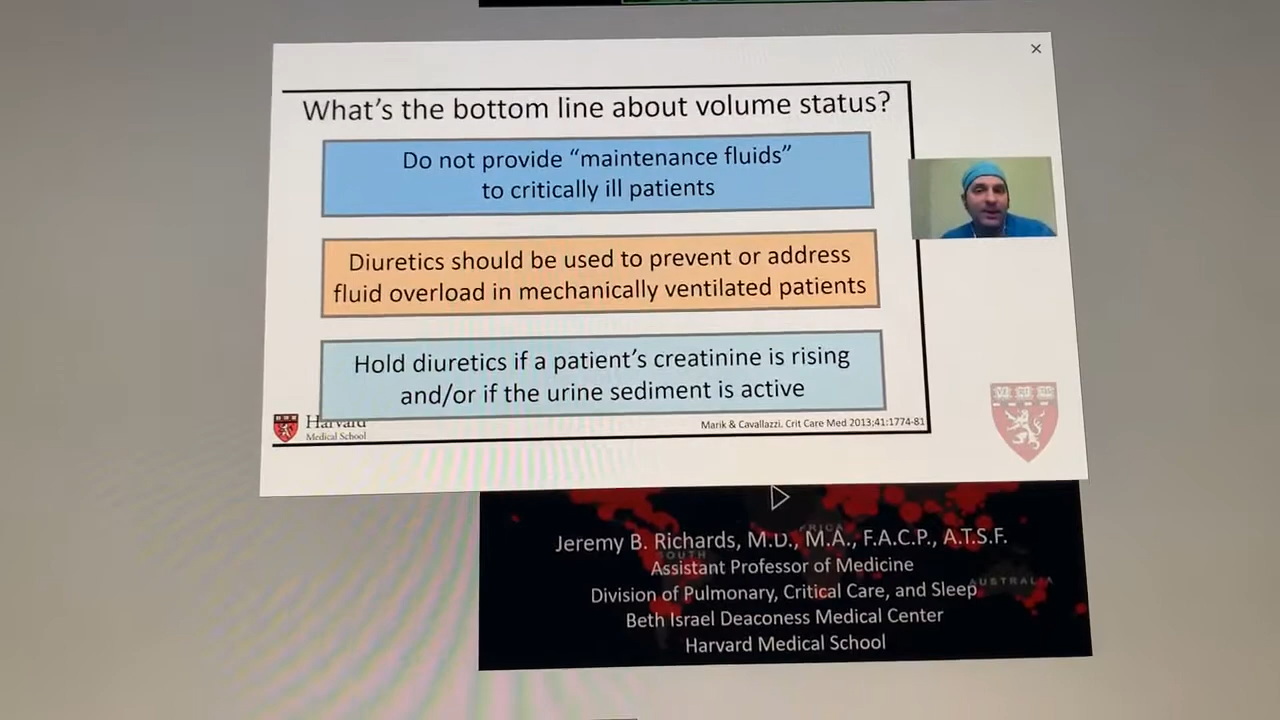 What's the bottom line about volume status?
Do not provide “maintenance fluids”
to critically ill patients
Diuretics should be used to prevent or address
fluid overload in mechanically ventilated patients
Hold diuretics if a patient's creatinine is rising
and/or if the urine sediment is active
Harvard
Medical School
Marik & Cavallazzi. Crit Care Med 2013;41:1774-81
Jeremy B. Richards, M.D., M.A., F.A.C.P., A.T.S.F.
SOUTH
Assistant Professor of Medicine
AUSTRALIA
Division of Pulmonary, Critical Care, and Sleep
Beth Israel Deaconess Medical Center
Harvard Medical School